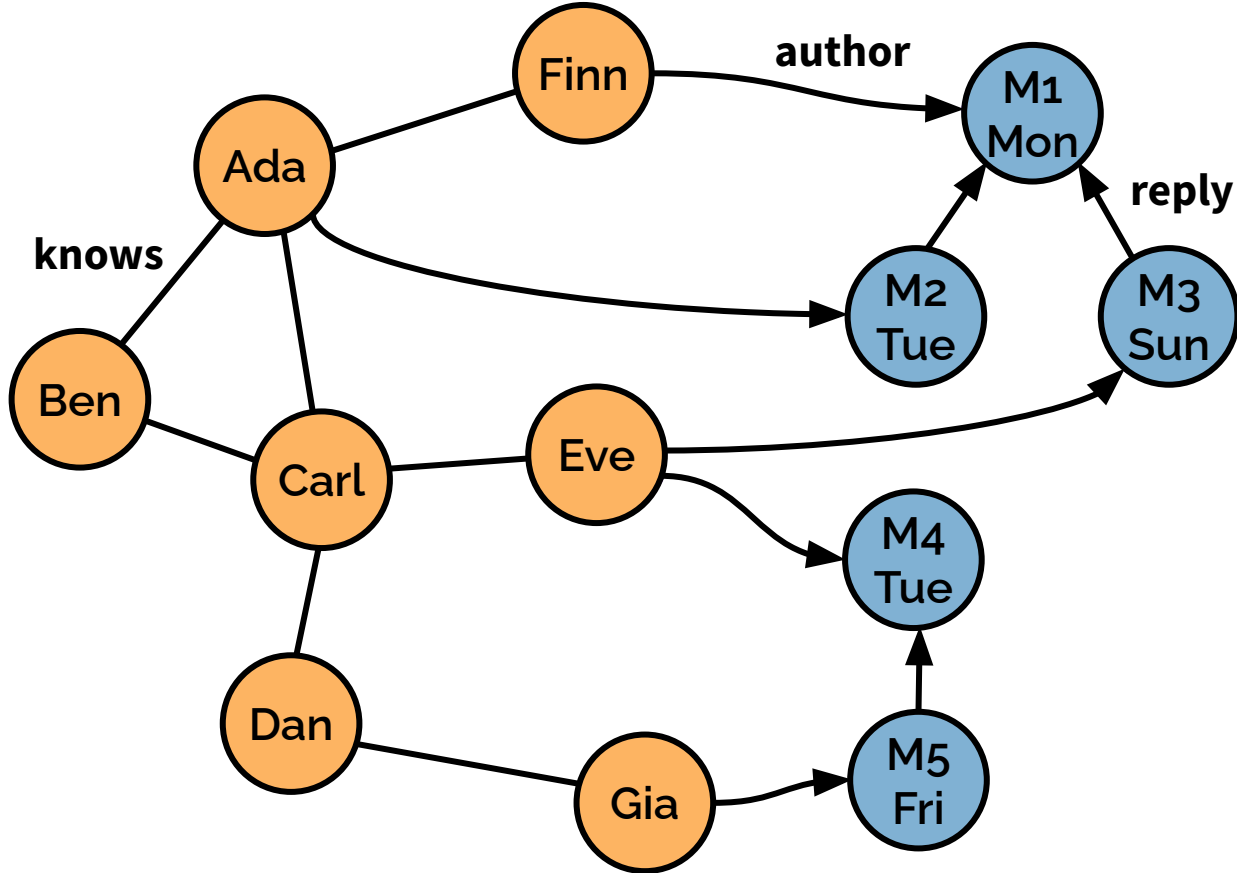 author
Finn
M1
Mon
Ada
reply
knows
M2
Tue
M3
Sun
Ben
Carl
Eve
M4
Tue
Dan
Gia
M5
Fri